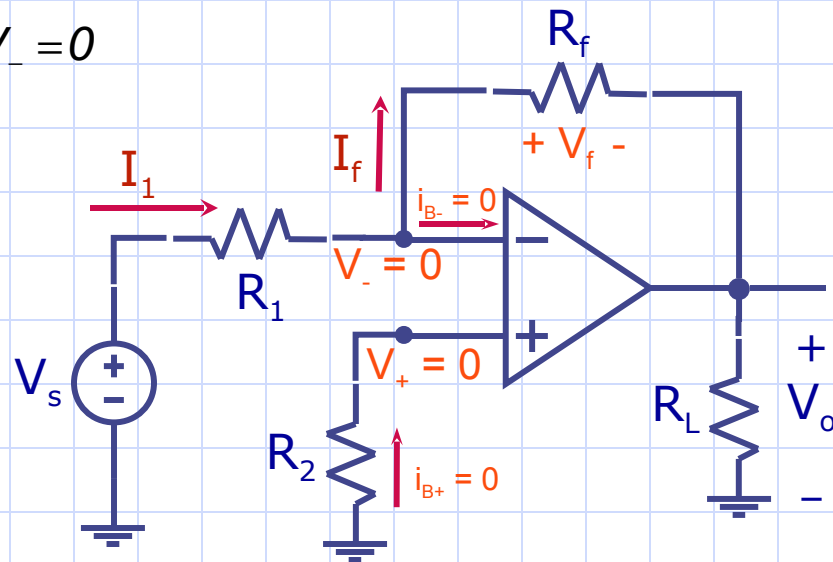 V_ =0
R_f
+ V_f -
I_1
I_f
i_B- = 0
V_- = 0
R_1
V_+ = 0
V_s
+
−
−
+
R_2
i_B+ = 0
R_L
+
V_o
−